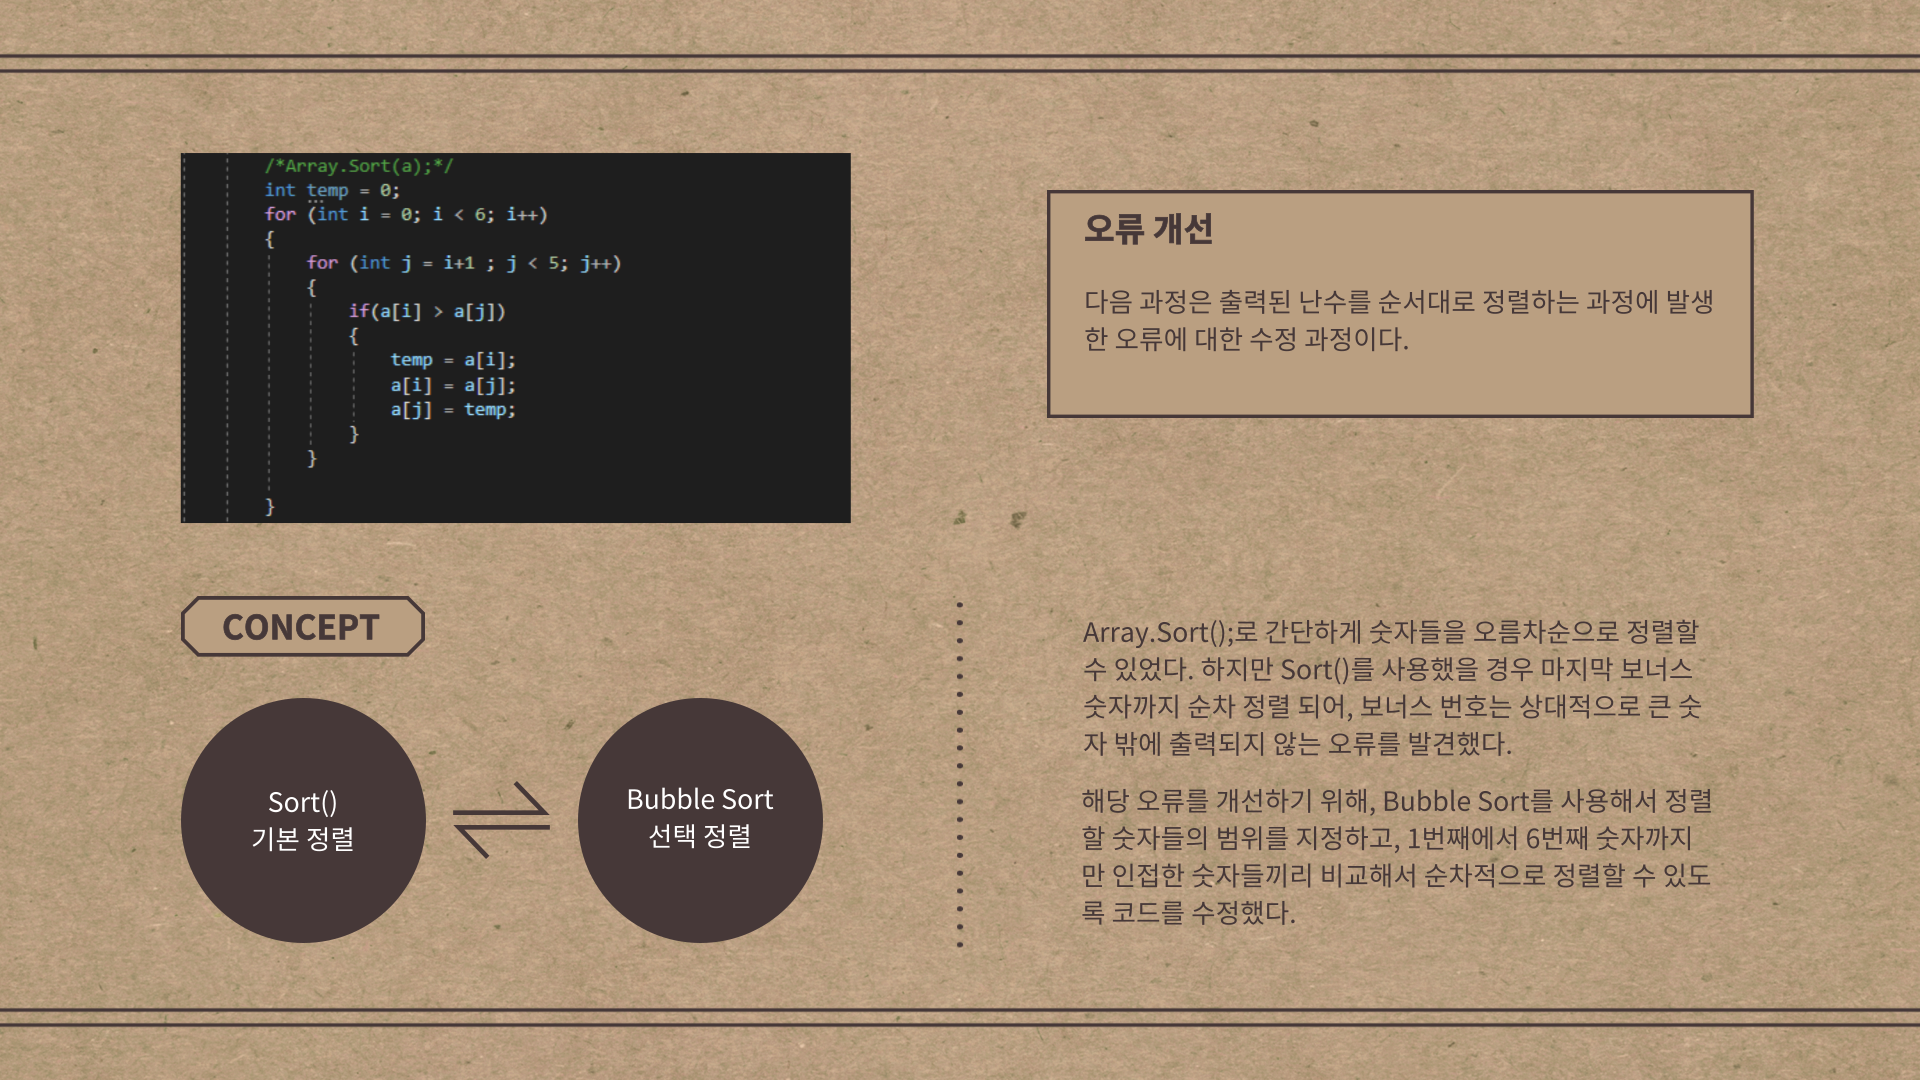 /*Array.Sort(a);*/
int temp = 0;
for (int i = 0; i < 6; i++)
{
for (int j = i+1 ; j < 5; j++)
{
if(a[i] > a[j])
{
temp = a[i];
a[i] = a[j];
a[j] = temp;
}
}
}
오류 개선
다음 과정은 출력된 난수를 순서대로 정렬하는 과정에 발생
한 오류에 대한 수정 과정이다.
CONCEPT
Sort()
기본 정렬
Bubble Sort
선택 정렬
Array.Sort();로 간단하게 숫자들을 오름차순으로 정렬할
수 있었다. 하지만 Sort()를 사용했을 경우 마지막 보너스
숫자까지 순차 정렬 되어, 보너스 번호는 상대적으로 큰 숫
자 밖에 출력되지 않는 오류를 발견했다.
해당 오류를 개선하기 위해, Bubble Sort를 사용해서 정렬
할 숫자들의 범위를 지정하고, 1번째에서 6번째 숫자까지
만 인접한 숫자들끼리 비교해서 순차적으로 정렬할 수 있도
록 코드를 수정했다.